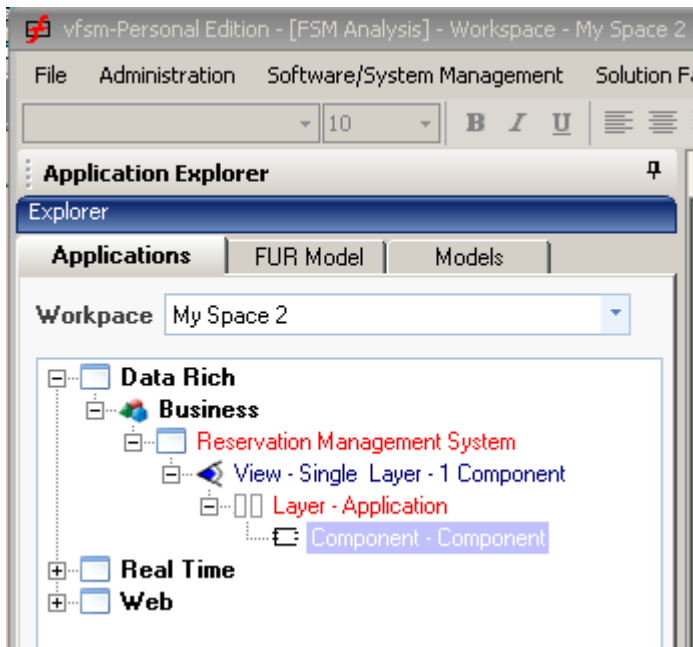 vfsm-Personal Edition - [FSM Analysis] - Workspace - My Space 2
File Administration Software/System Management Solution F
10 B I U
Application Explorer
Explorer
Applications FUR Model Models
Workpace My Space 2
Data Rich
Business
Reservation Management System
View - Single Layer - 1 Component
Layer - Application
Component - Component
Real Time
Web